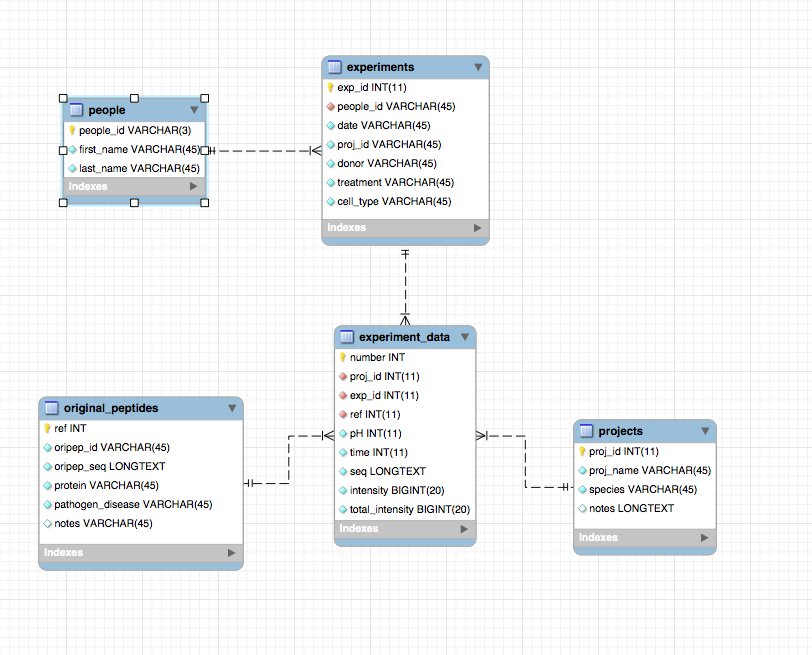 experiments
exp_id INT(11)
people_id VARCHAR(45)
date VARCHAR(45)
proj_id VARCHAR(45)
donor VARCHAR(45)
treatment VARCHAR(45)
cell_type VARCHAR(45)
Indexes
people
people_id VARCHAR(3)
first_name VARCHAR(45)
last_name VARCHAR(45)
Indexes
experiment_data
number INT
proj_id INT(11)
exp_id INT(11)
ref INT(11)
pH INT(11)
time INT(11)
seq LONGTEXT
intensity BIGINT(20)
total_intensity BIGINT(20)
Indexes
original_peptides
ref INT
oripep_id VARCHAR(45)
oripep_seq LONGTEXT
protein VARCHAR(45)
pathogen_disease VARCHAR(45)
notes VARCHAR(45)
Indexes
projects
proj_id INT(11)
proj_name VARCHAR(45)
species VARCHAR(45)
notes LONGTEXT
Indexes